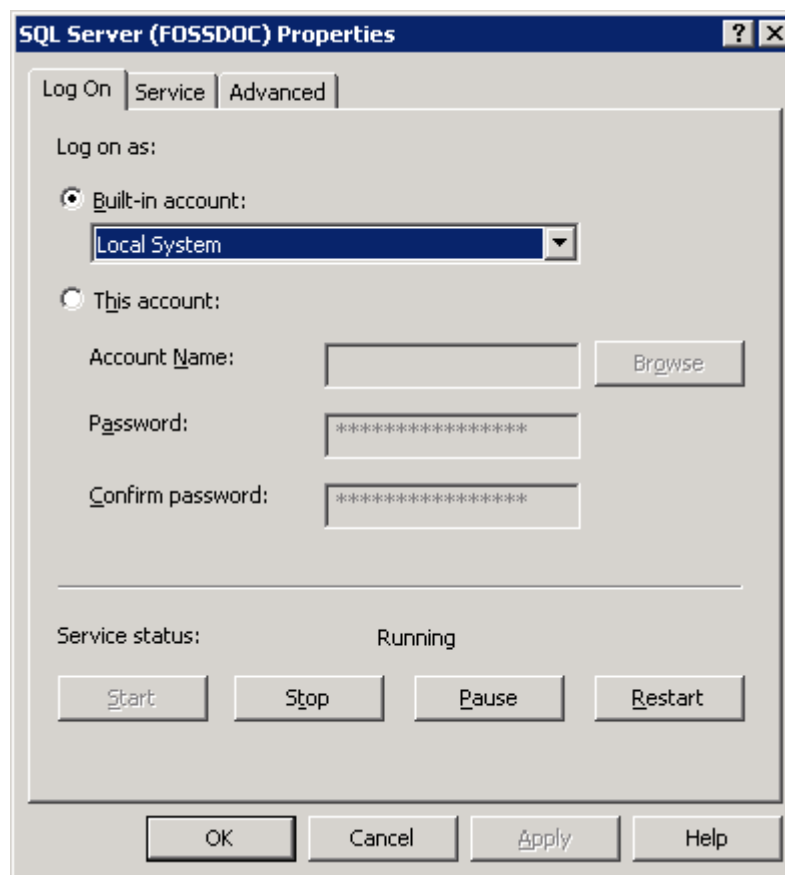 SQL Server (FOSSDOC) Properties
Log On Service Advanced
Log on as:
Built-in account:
Local System
This account:
Account Name: Browse
Password: ****************
Confirm password: ****************
Service status: Running
Start Stop Pause Restart
OK Cancel Apply Help